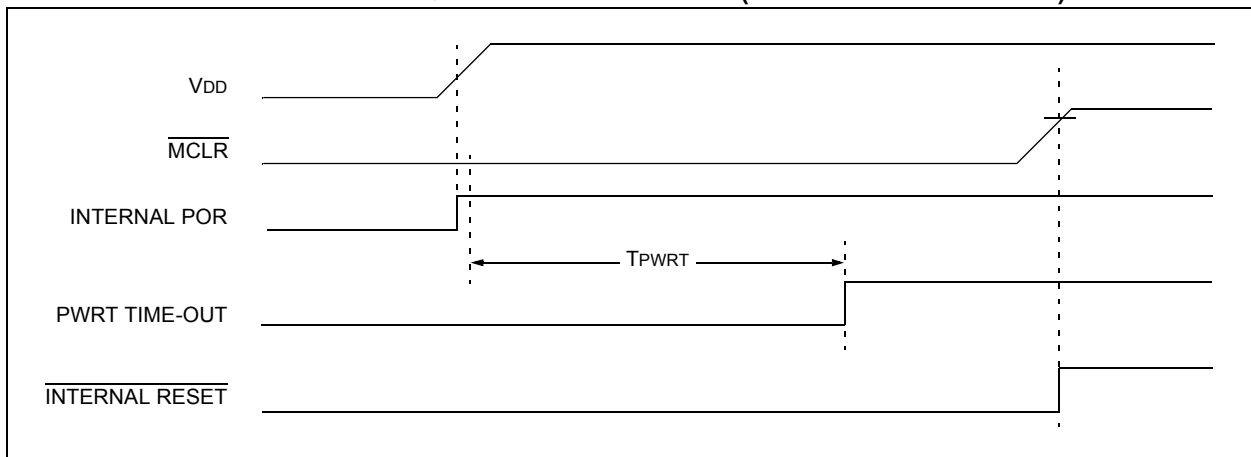 VDD
MCLR
INTERNAL POR
TPWRT
PWRT TIME-OUT
INTERNAL RESET